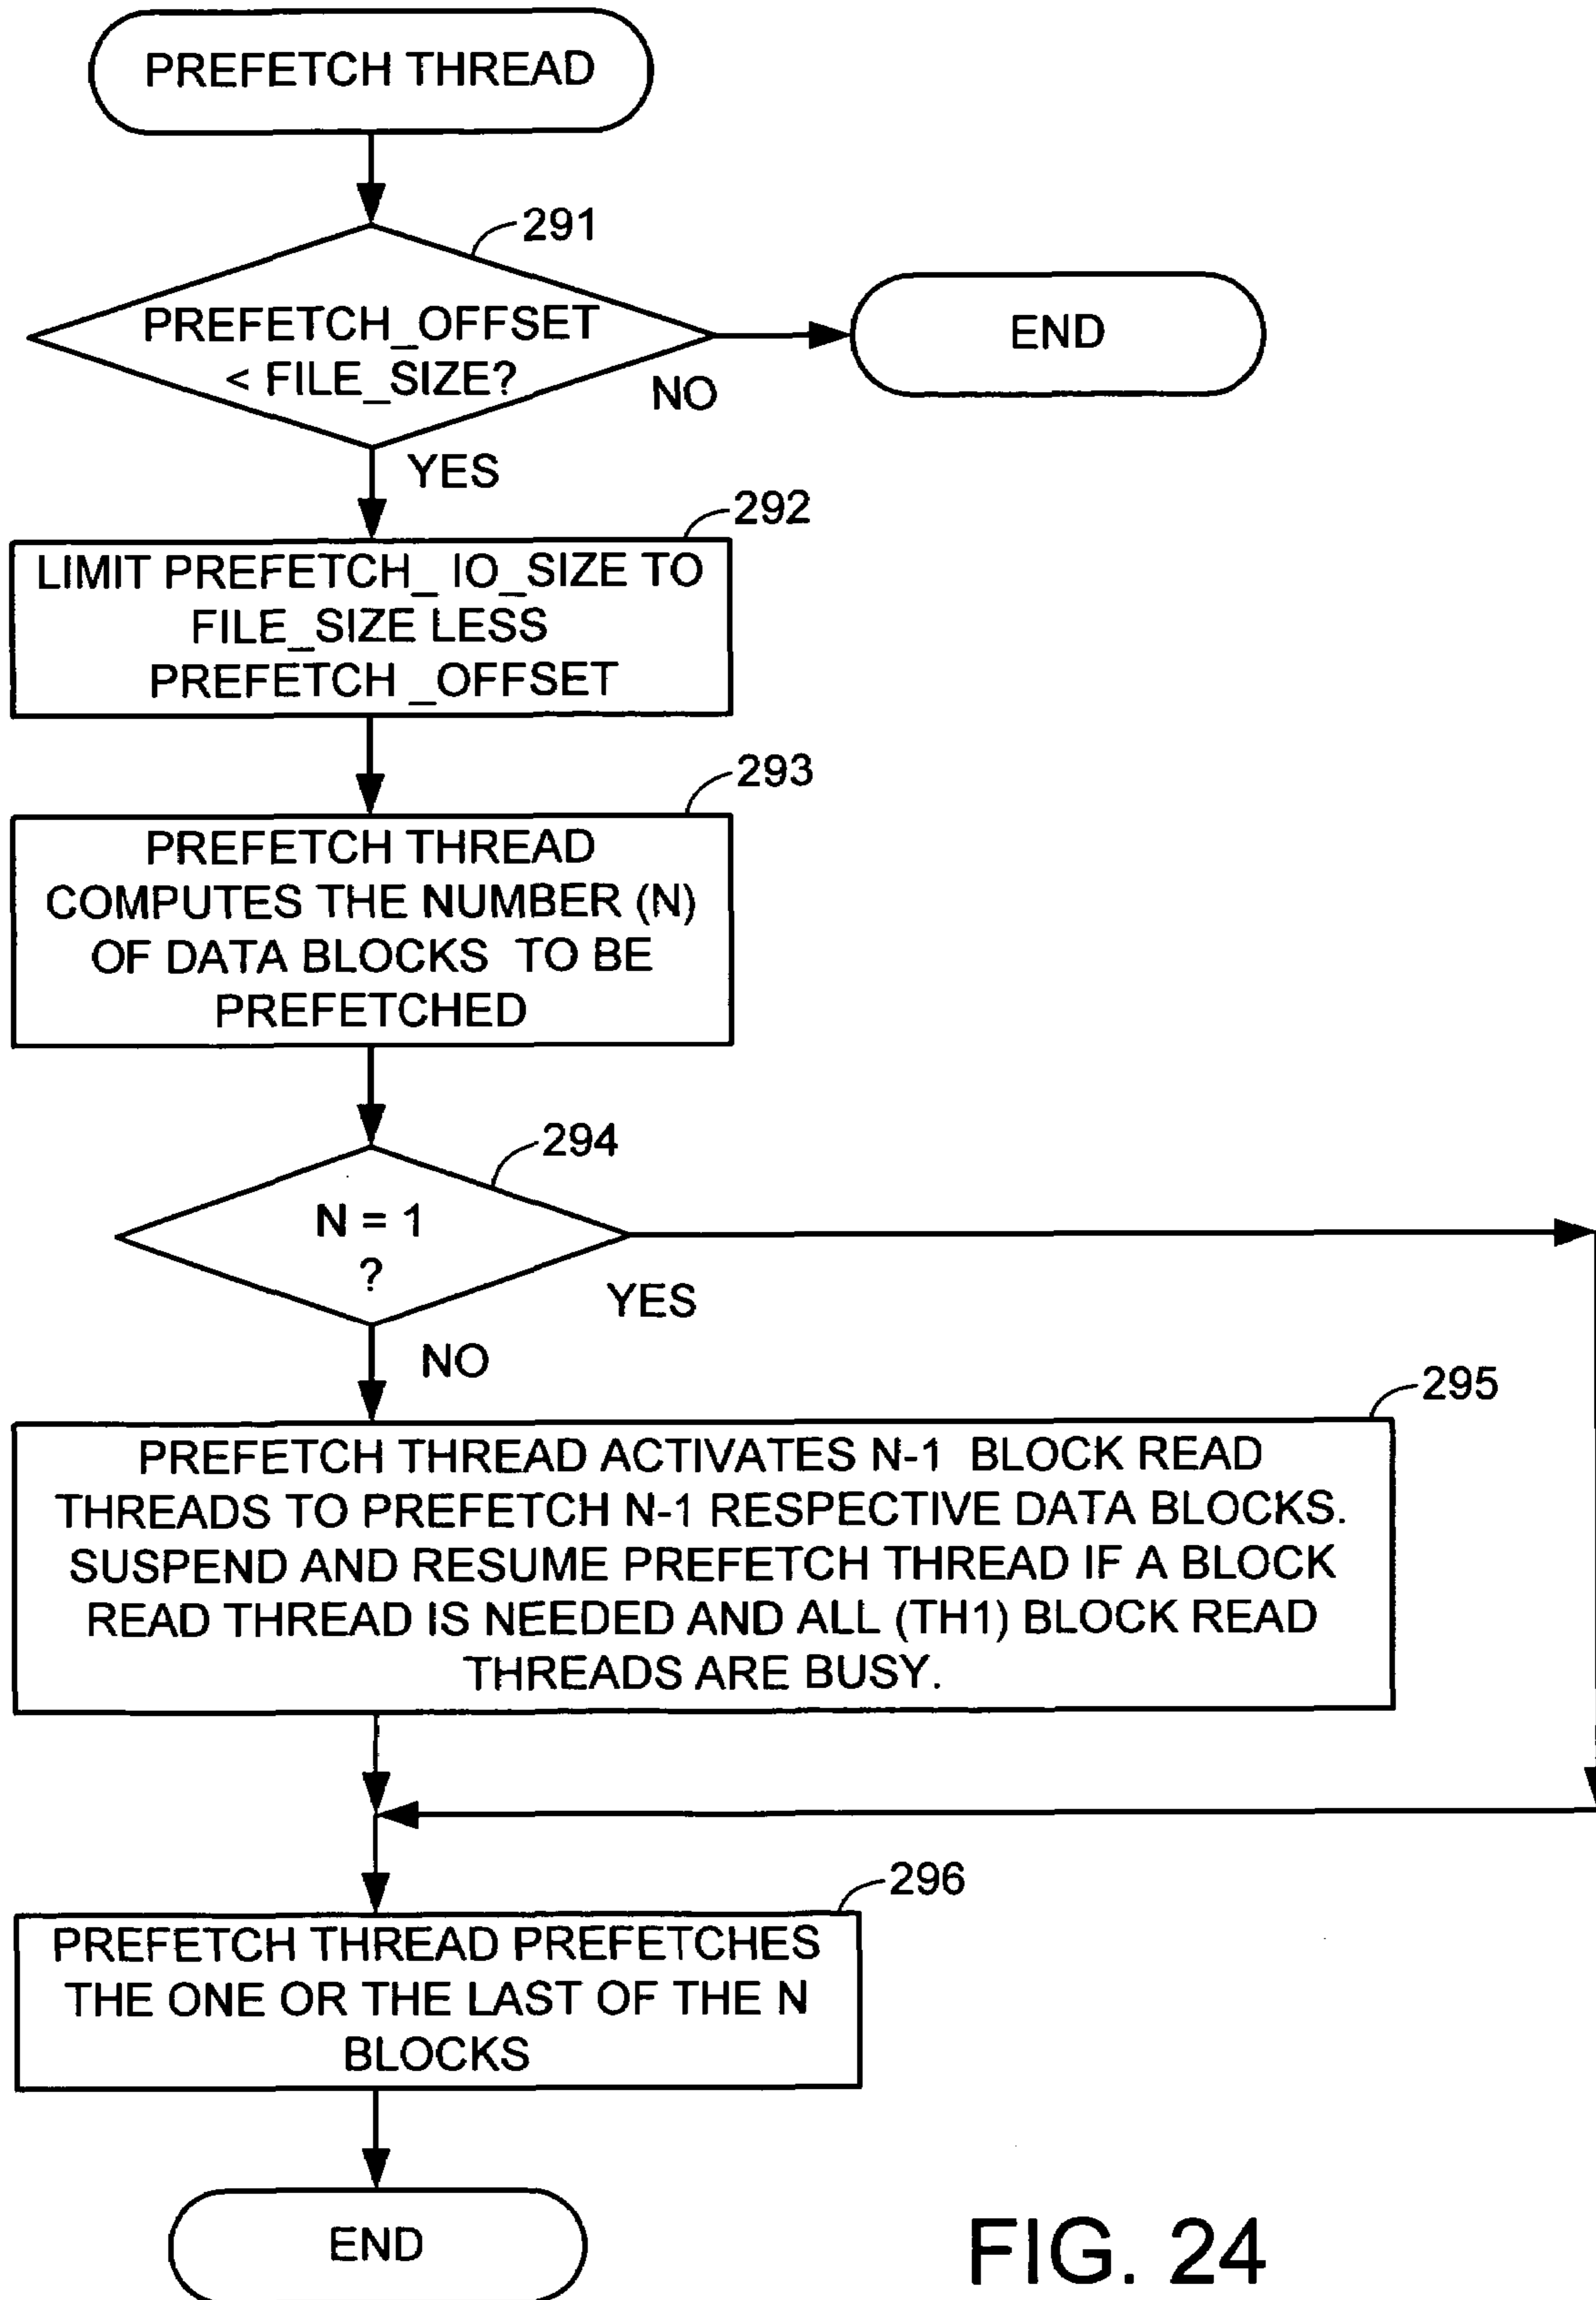 PREFETCH THREAD
291
PREFETCH_OFFSET
< FILE_SIZE?
END
NO
YES
292
LIMIT PREFETCH_ IO_SIZE TO
FILE_SIZE LESS
PREFETCH _OFFSET
293
PREFETCH THREAD
COMPUTES THE NUMBER (N)
OF DATA BLOCKS TO BE
PREFETCHED
294
N = 1
?
YES
NO
295
PREFETCH THREAD ACTIVATES N-1 BLOCK READ
THREADS TO PREFETCH N-1 RESPECTIVE DATA BLOCKS.
SUSPEND AND RESUME PREFETCH THREAD IF A BLOCK
READ THREAD IS NEEDED AND ALL (TH1) BLOCK READ
THREADS ARE BUSY.
296
PREFETCH THREAD PREFETCHES
THE ONE OR THE LAST OF THE N
BLOCKS
END
FIG. 24